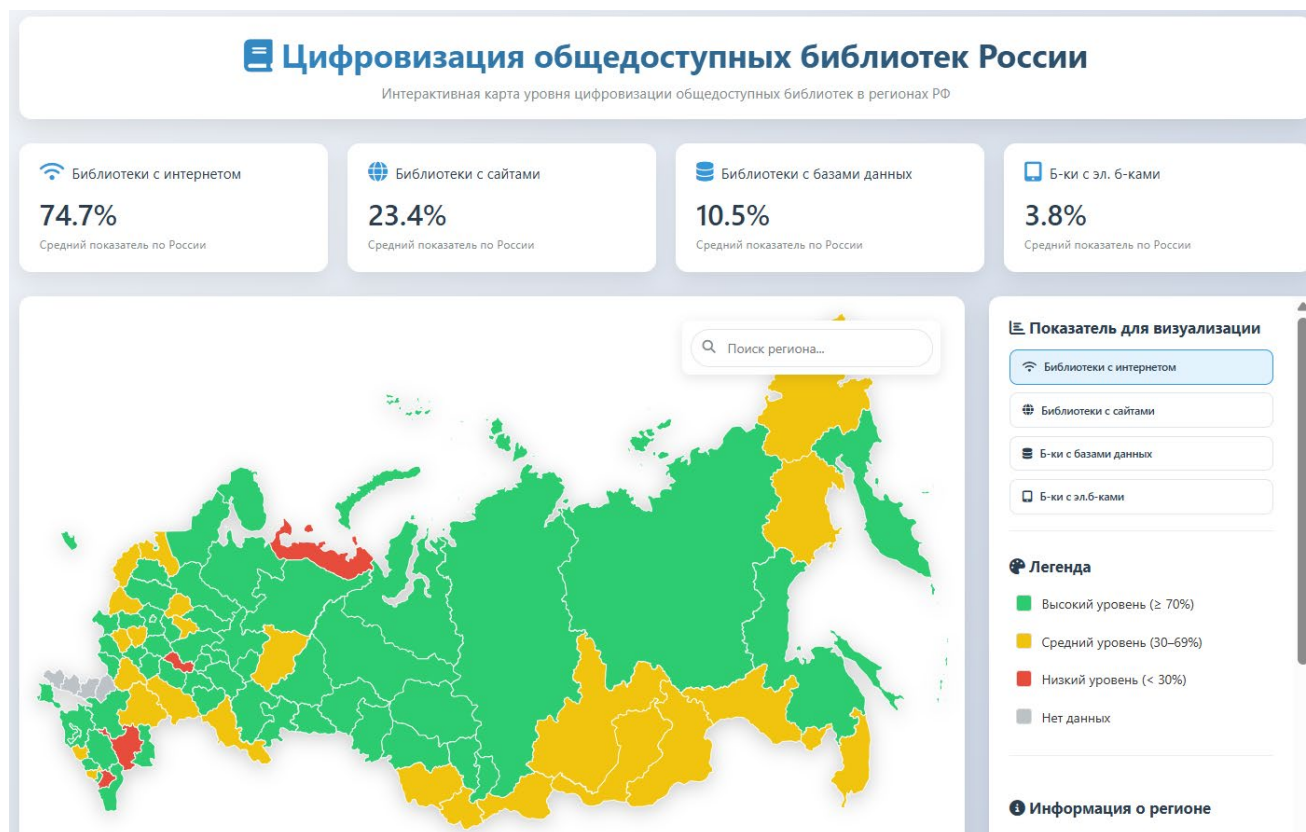 Цифровизация общедоступных библиотек России
Интерактивная карта уровня цифровизации общедоступных библиотек в регионах РФ
Библиотеки с интернетом
74.7%
Средний показатель по России
Библиотеки с сайтами
23.4%
Средний показатель по России
Библиотеки с базами данных
10.5%
Средний показатель по России
Б-ки с эл. б-ками
3.8%
Средний показатель по России
Поиск региона...
Показатель для визуализации
Библиотеки с интернетом
Библиотеки с сайтами
Б-ки с базами данных
Б-ки с эл.б-ками
Легенда
Высокий уровень (≥ 70%)
Средний уровень (30–69%)
Низкий уровень (< 30%)
Нет данных
Информация о регионе